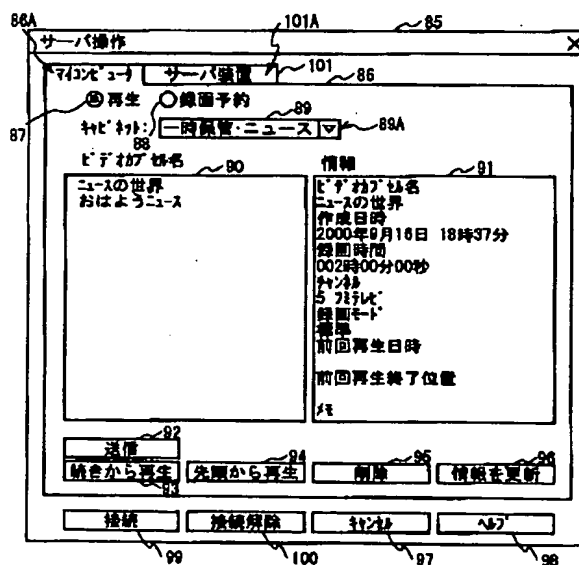 86A 101A 85
サーバ操作 ×
マイコンピュータ サーバ装置 101 86
再生 録画予約 89
87 88
キャビネット: 一時保管・ニュース 89A
ビデオカプセル名 90 情報 91
ニュースの世界
おはようニュース
ビデオカプセル名
ニュースの世界
作成日時
2000年9月16日 18時37分
録画時間
002時00分00秒
チャンネル
5 フミテレビ
録画モード
標準
前回再生日時
前回再生終了位置
メモ
92
送信 94 95 96
続きから再生 先頭から再生 削除 情報を更新
93
接続 接続解除 キャンセル ヘルプ
99 100 97 98